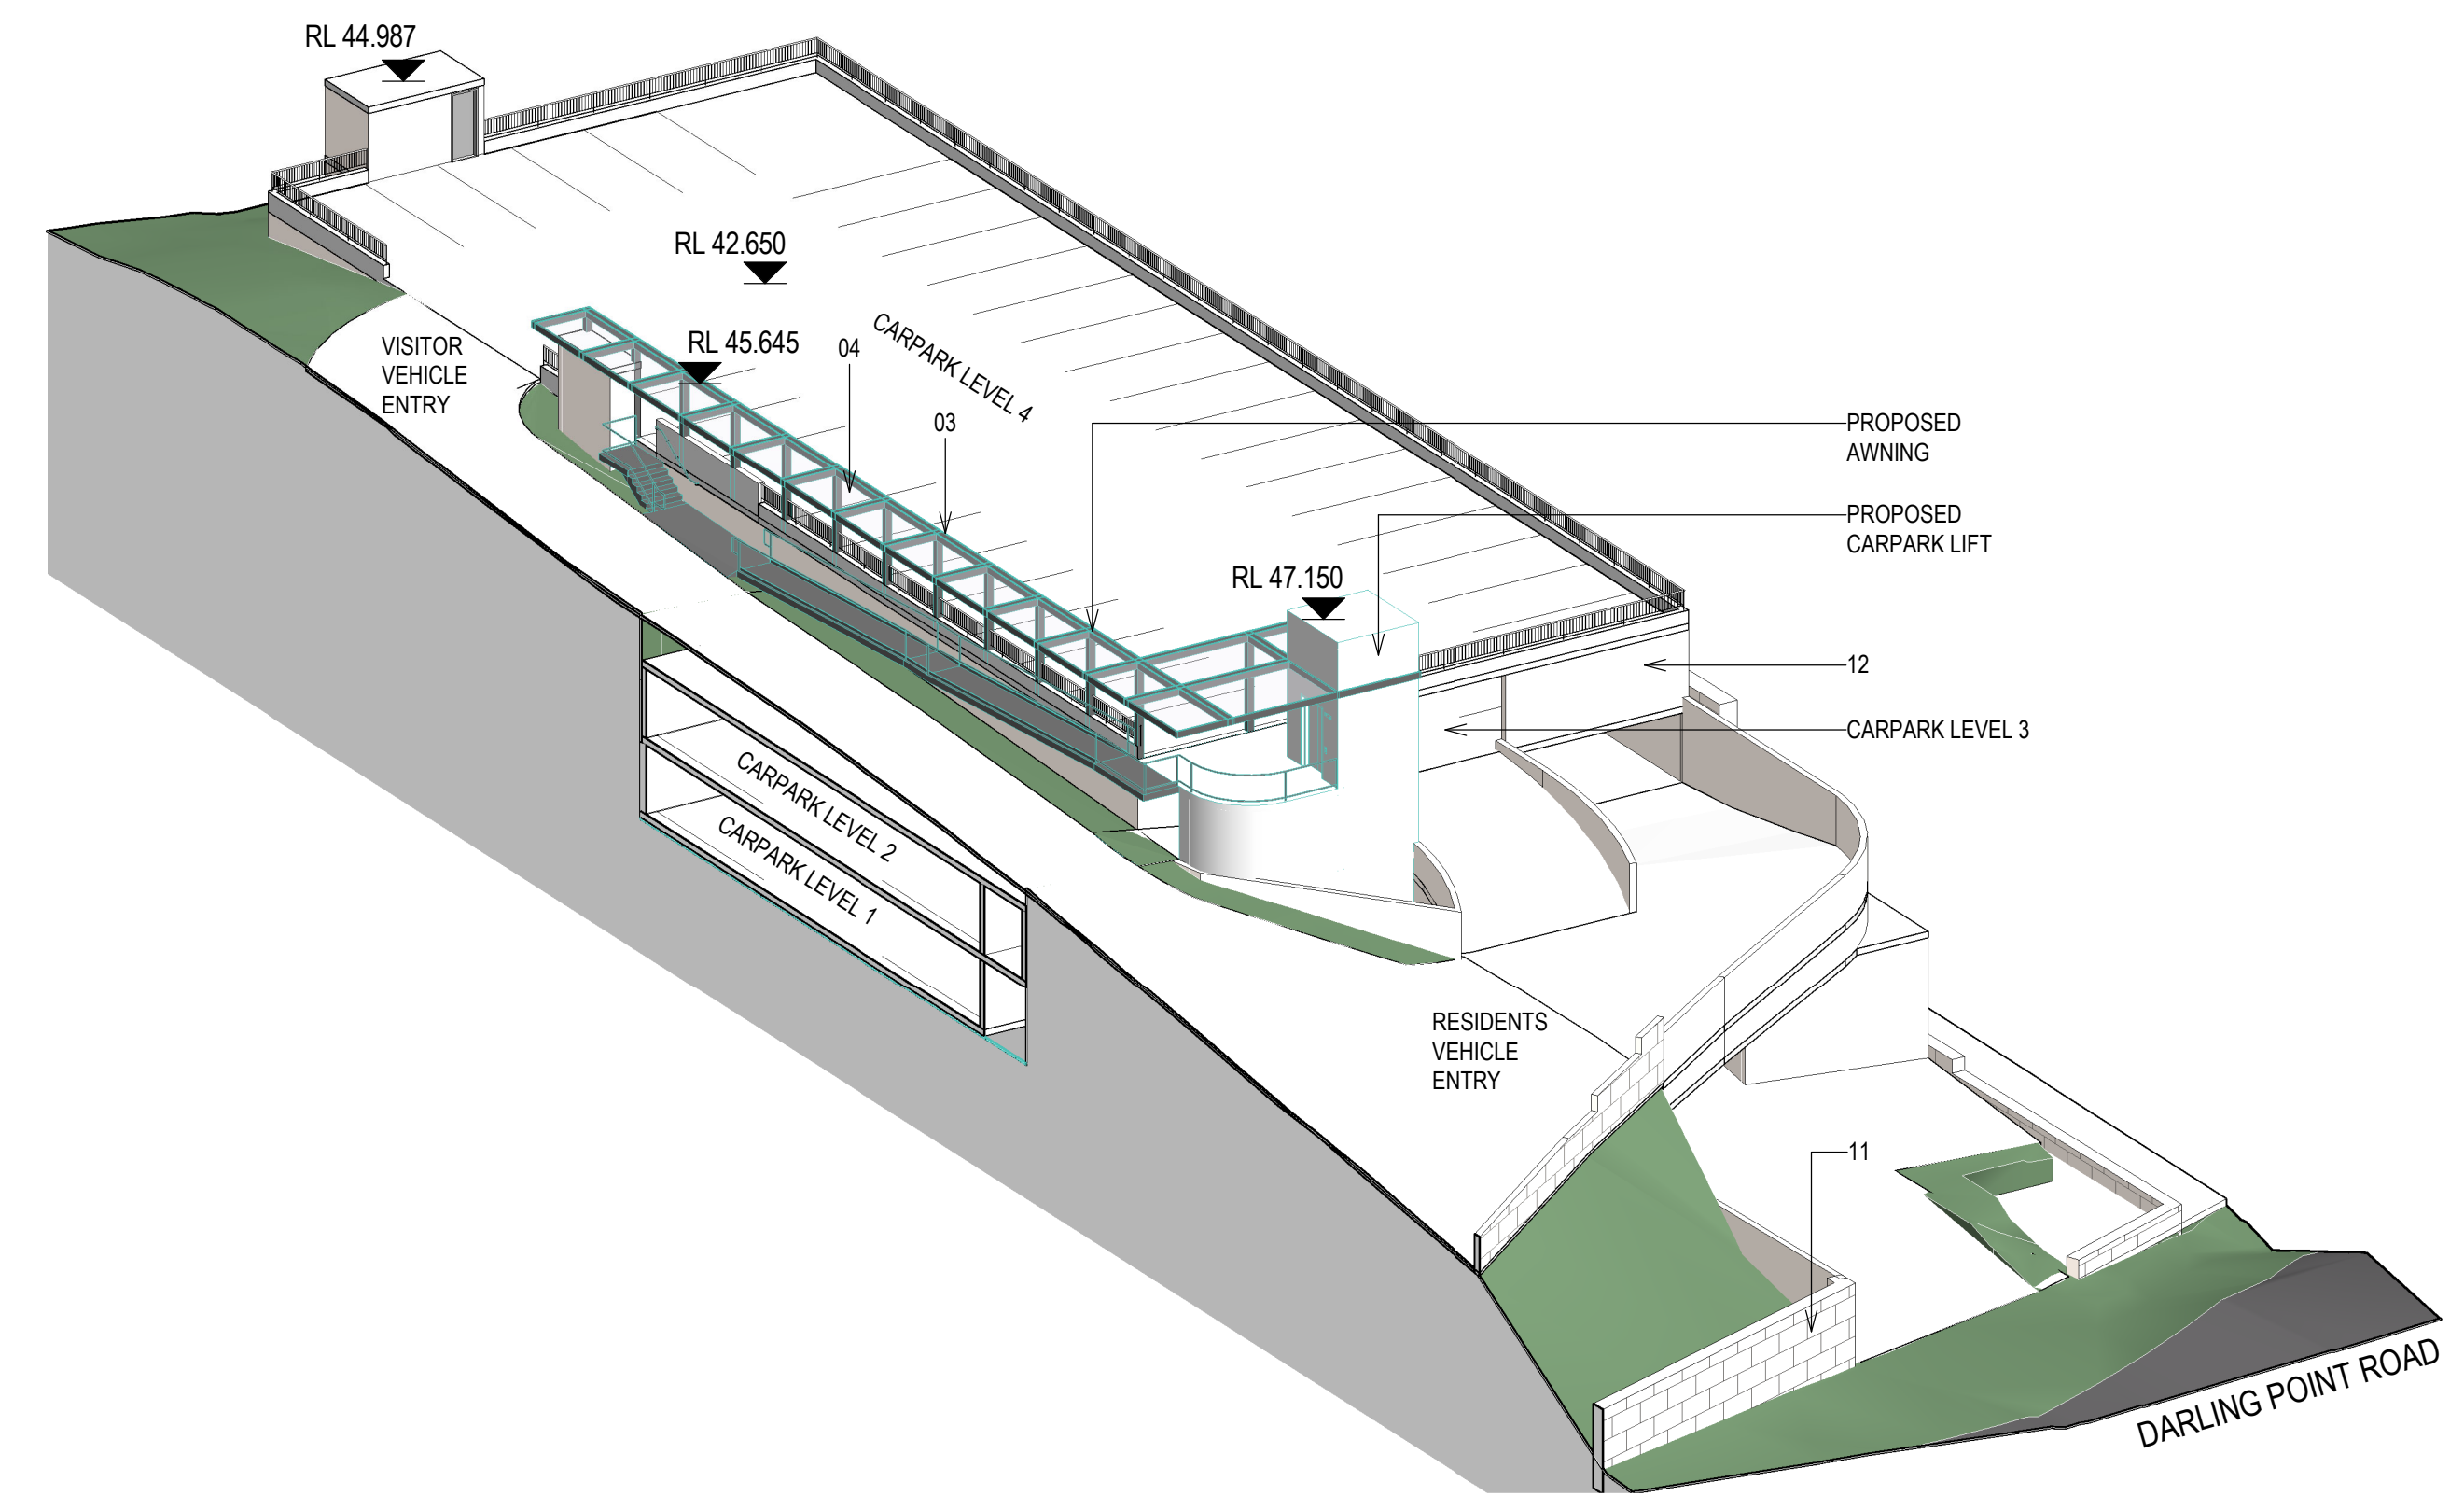 RL 44.987
RL 42.650
RL 45.645
04
CARPARK LEVEL 4
VISITOR
VEHICLE
ENTRY
03
PROPOSED
AWNING
PROPOSED
CARPARK LIFT
RL 47.150
12
CARPARK LEVEL 3
CARPARK LEVEL 2
CARPARK LEVEL 1
RESIDENTS
VEHICLE
ENTRY
11
DARLING POINT ROAD